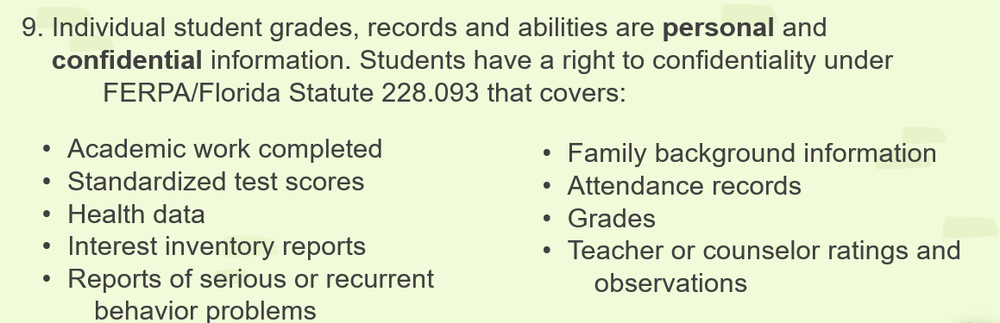 9. Individual student grades, records and abilities are personal and
confidential information. Students have a right to confidentiality under
FERPA/Florida Statute 228.093 that covers:
• Academic work completed
• Standardized test scores
• Health data
• Interest inventory reports
• Reports of serious or recurrent
behavior problems
• Family background information
• Attendance records
• Grades
• Teacher or counselor ratings and
observations